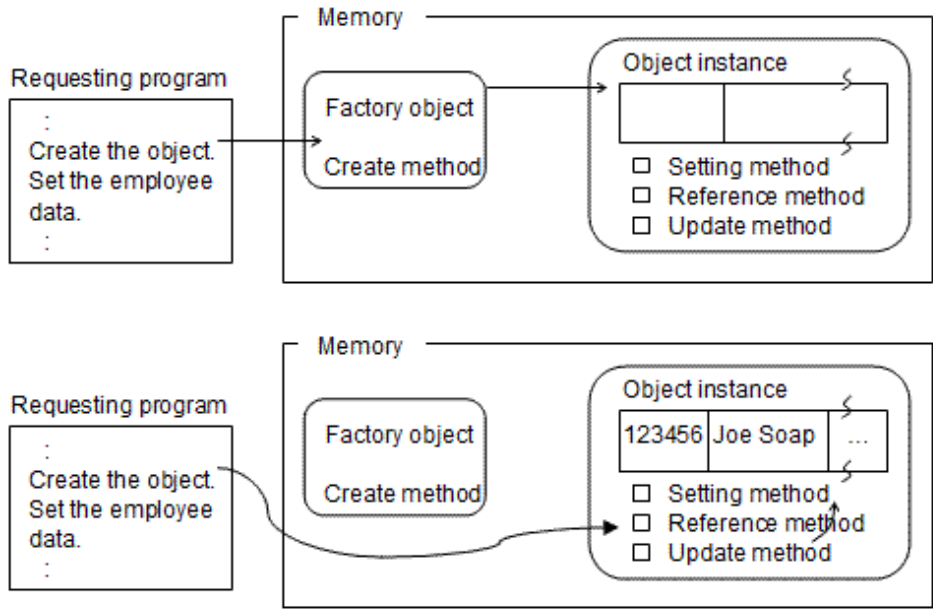 Memory
Requesting program
:
Create the object.
Set the employee
data.
:
Factory object
Create method
Object instance
Setting method
Reference method
Update method
Memory
Requesting program
:
Create the object.
Set the employee
data.
:
Factory object
Create method
Object instance
123456 Joe Soap ...
Setting method
Reference method
Update method